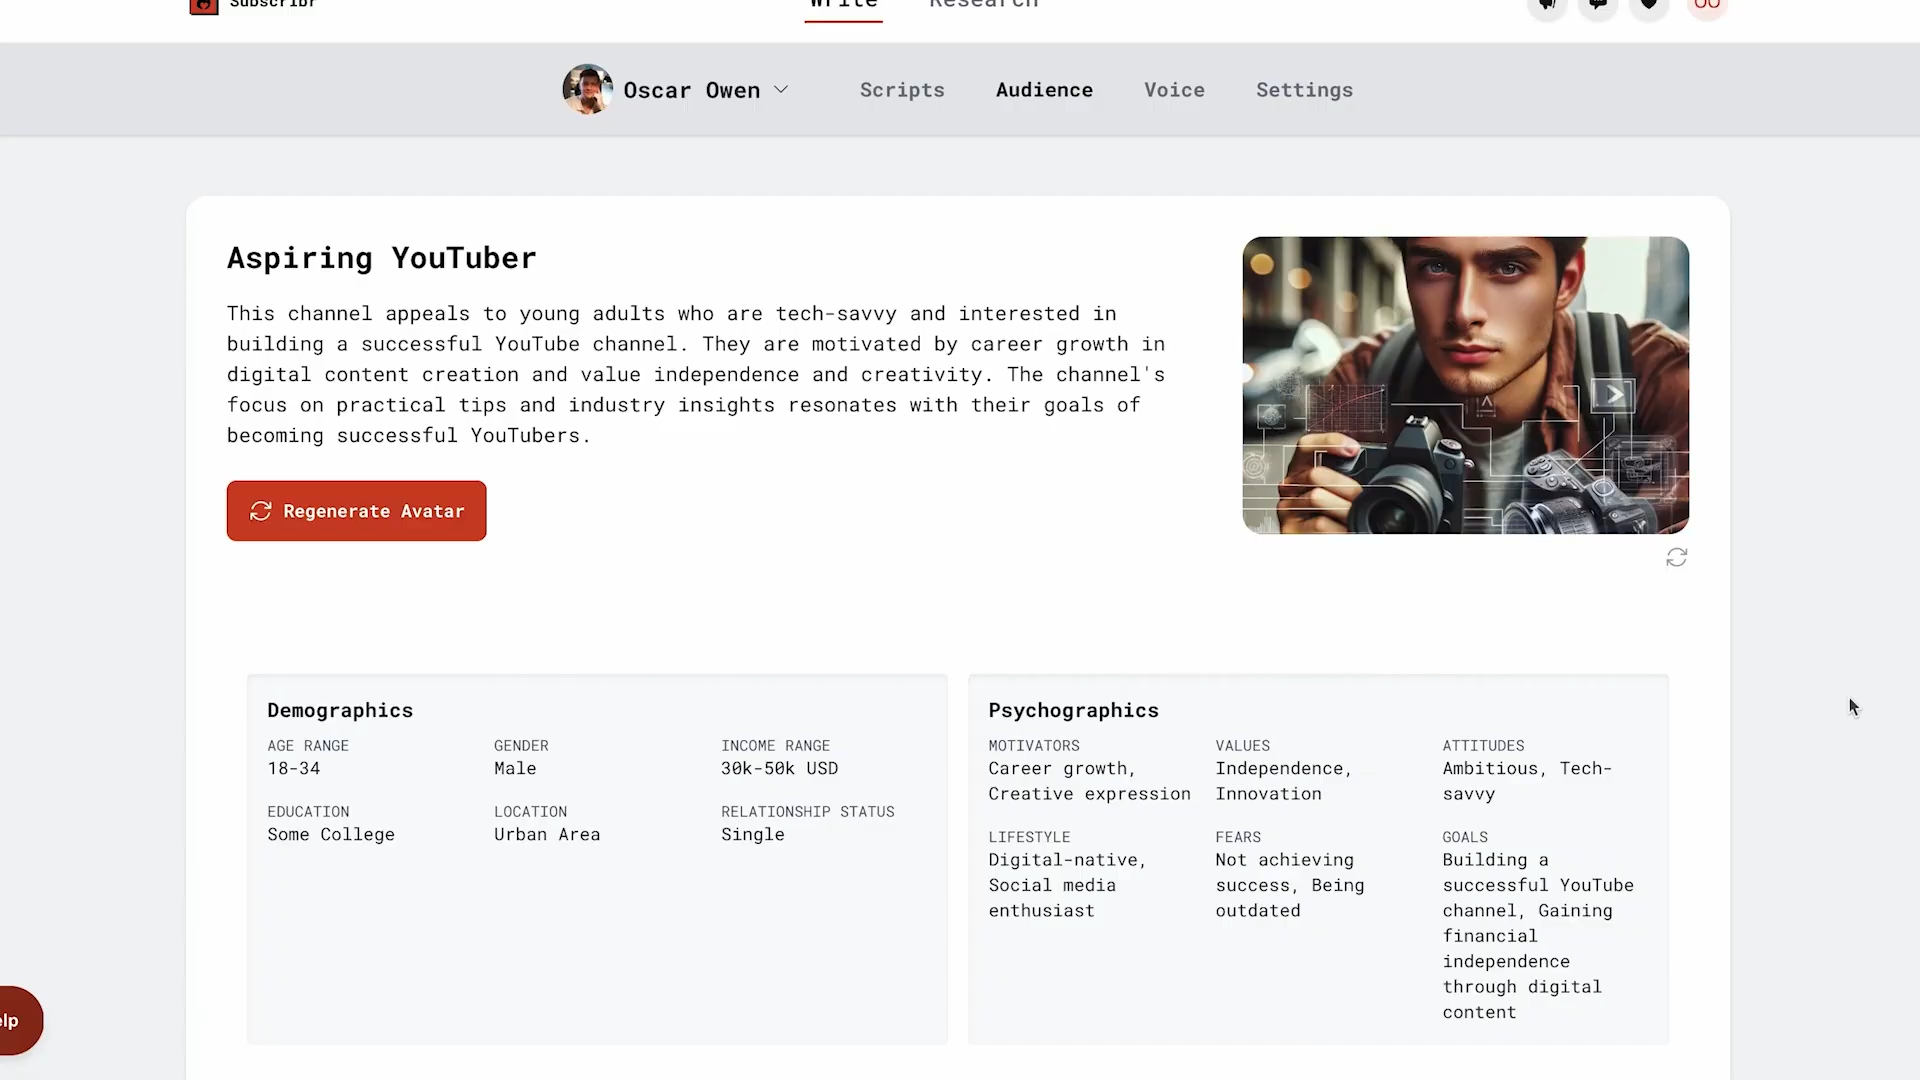 Subscribr
Write
Research
Oscar Owen
Scripts
Audience
Voice
Settings
Aspiring YouTuber
This channel appeals to young adults who are tech-savvy and interested in
building a successful YouTube channel. They are motivated by career growth in
digital content creation and value independence and creativity. The channel's
focus on practical tips and industry insights resonates with their goals of
becoming successful YouTubers.
Regenerate Avatar
Demographics
AGE RANGE
18-34
GENDER
Male
INCOME RANGE
30k-50k USD
EDUCATION
Some College
LOCATION
Urban Area
RELATIONSHIP STATUS
Single
Psychographics
MOTIVATORS
Career growth,
Creative expression
VALUES
Independence,
Innovation
ATTITUDES
Ambitious, Tech-
savvy
LIFESTYLE
Digital-native,
Social media
enthusiast
FEARS
Not achieving
success, Being
outdated
GOALS
Building a
successful YouTube
channel, Gaining
financial
independence
through digital
content
elp